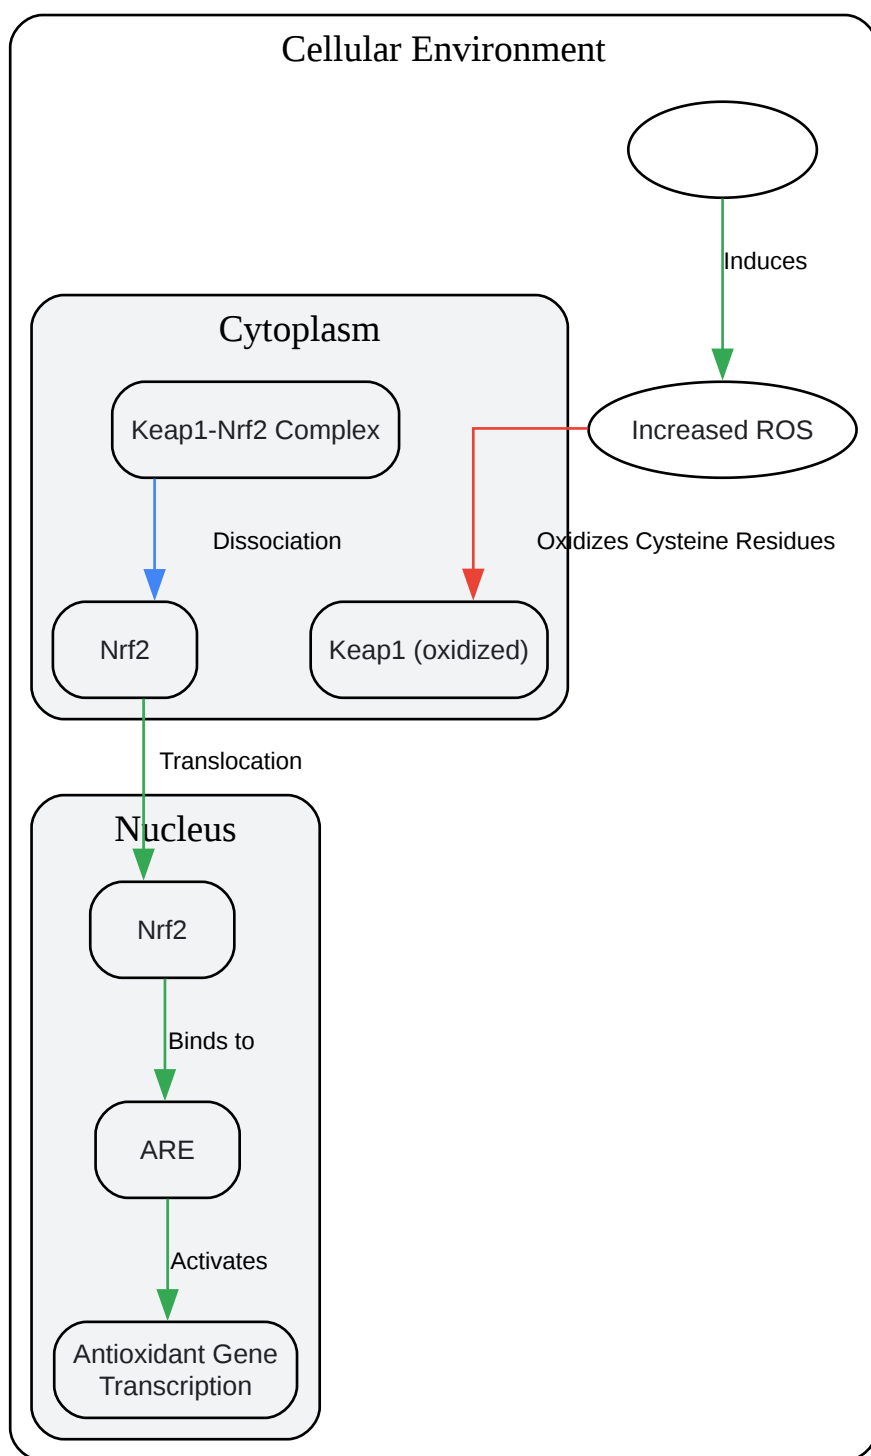 Cellular Environment
Induces
Cytoplasm
Keap1-Nrf2 Complex
Increased ROS
Dissociation
Oxidizes Cysteine Residues
Nrf2
Keap1 (oxidized)
Translocation
Nucleus
Nrf2
Binds to
ARE
Activates
Antioxidant Gene
Transcription